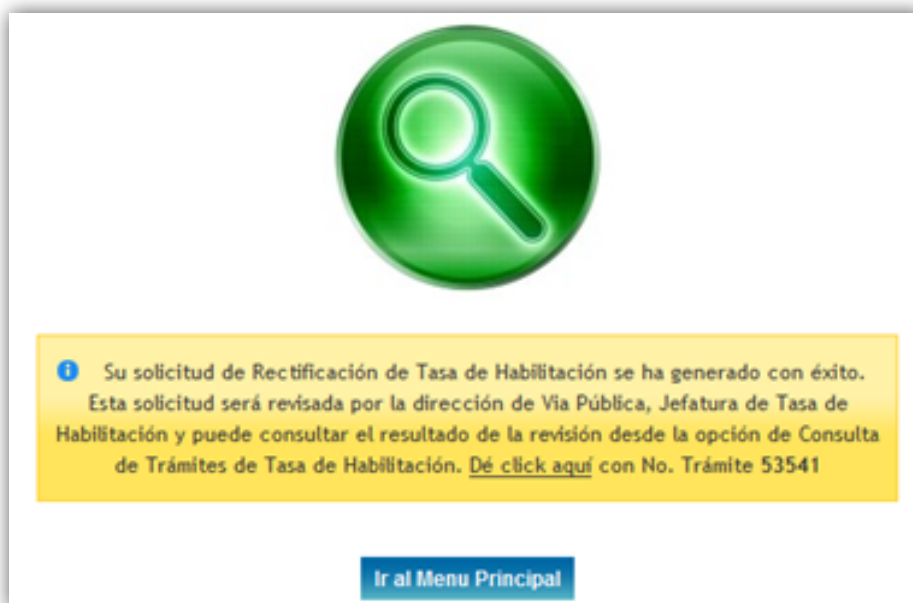 Su solicitud de Rectificación de Tasa de Habilitación se ha generado con éxito.
Esta solicitud será revisada por la dirección de Via Pública, Jefatura de Tasa de
Habilitación y puede consultar el resultado de la revisión desde la opción de Consulta
de Trámites de Tasa de Habilitación. Dé click aquí con No. Trámite 53541
Ir al Menu Principal